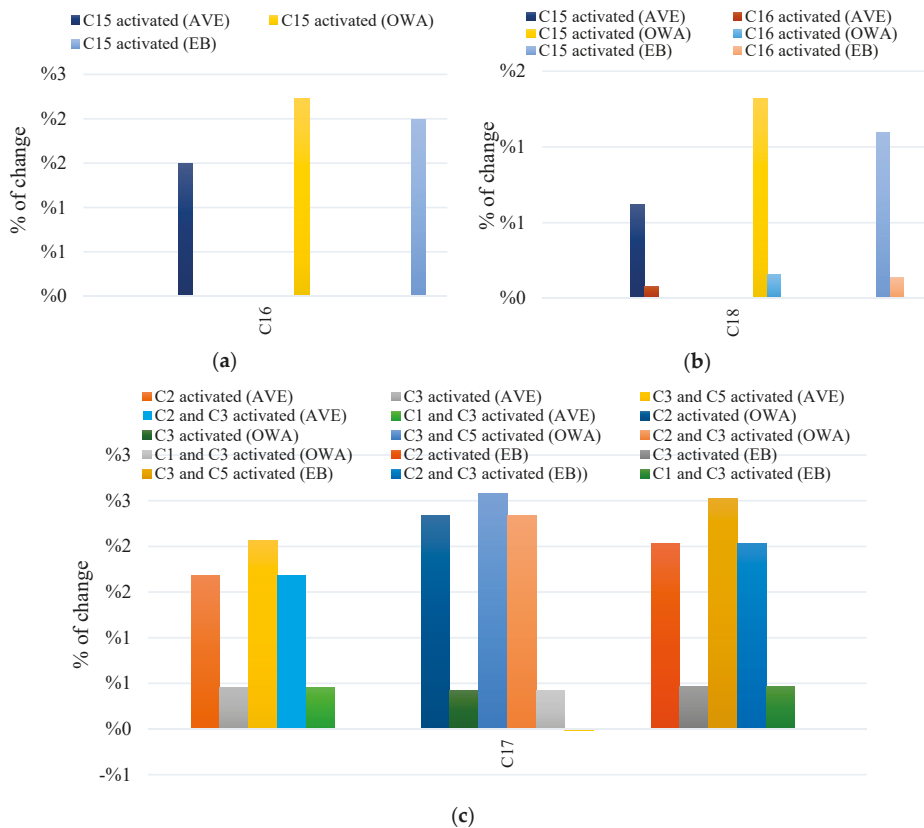 C15 activated (AVE) C15 activated (OWA)
C15 activated (EB)
%3
%2
%2
%1
%1
%0
% of change
C16
(a)
C15 activated (AVE) C16 activated (AVE)
C15 activated (OWA) C16 activated (OWA)
C15 activated (EB) C16 activated (EB)
%2
%1
%1
%0
% of change
C18
(b)
C2 activated (AVE) C3 activated (AVE) C3 and C5 activated (AVE)
C2 and C3 activated (AVE) C1 and C3 activated (AVE) C2 activated (OWA)
C3 activated (OWA) C3 and C5 activated (OWA) C2 and C3 activated (OWA)
C1 and C3 activated (OWA) C2 activated (EB) C3 activated (EB)
C3 and C5 activated (EB) C2 and C3 activated (EB)) C1 and C3 activated (EB)
%3
%3
%2
%2
%1
%1
%0
-%1
% of change
C17
(c)